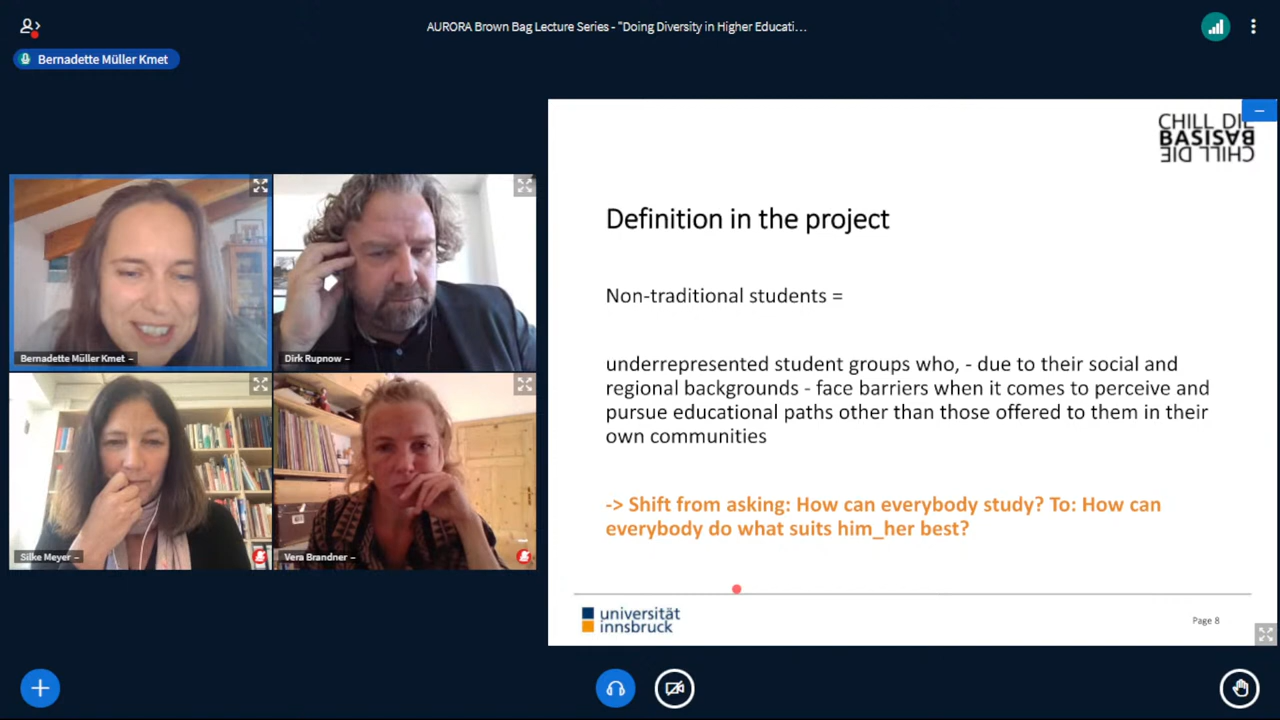 AURORA Brown Bag Lecture Series - "Doing Diversity in Higher Educati...
Bernadette Müller Kmet
CHILL DIE
BASIS
CHILL DIE
Definition in the project
Non-traditional students =
underrepresented student groups who, - due to their social and
regional backgrounds - face barriers when it comes to perceive and
pursue educational paths other than those offered to them in their
own communities
-> Shift from asking: How can everybody study? To: How can
everybody do what suits him_her best?
universität
innsbruck
Page 8
Bernadette Müller Kmet
Dirk Rupnow
Silke Meyer
Vera Brandner